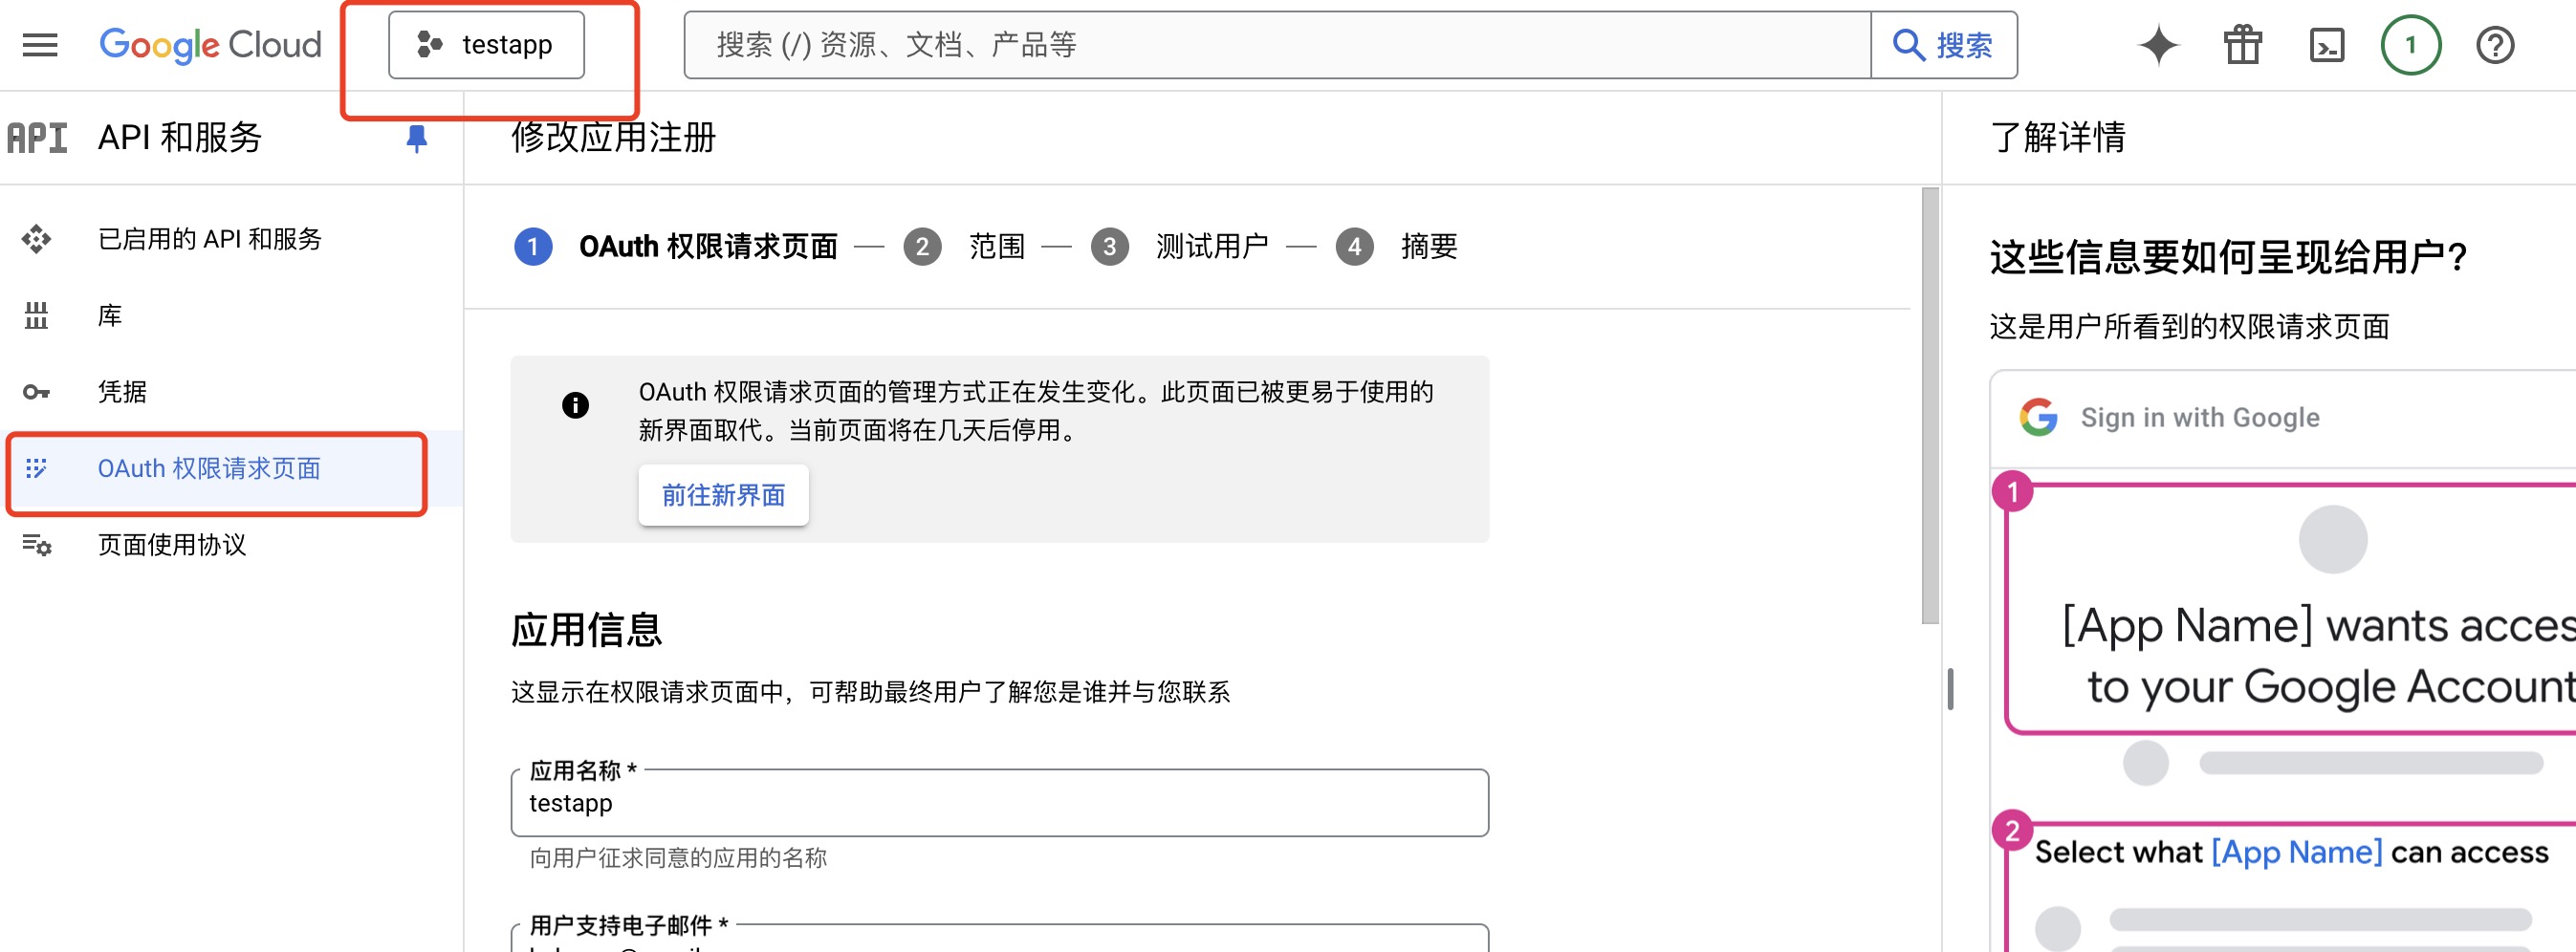 Google Cloud
testapp
搜索 (/) 资源、文档、产品等
搜索
1
API
API 和服务
已启用的 API 和服务
库
凭据
OAuth 权限请求页面
页面使用协议
修改应用注册
1 OAuth 权限请求页面 — 2 范围 — 3 测试用户 — 4 摘要
OAuth 权限请求页面的管理方式正在发生变化。此页面已被更易于使用的
新界面取代。当前页面将在几天后停用。
前往新界面
应用信息
这显示在权限请求页面中，可帮助最终用户了解您是谁并与您联系
应用名称 *
testapp
向用户征求同意的应用的名称
用户支持电子邮件 *
了解详情
这些信息要如何呈现给用户?
这是用户所看到的权限请求页面
Sign in with Google
1
[App Name] wants acces
to your Google Account
2
Select what [App Name] can access